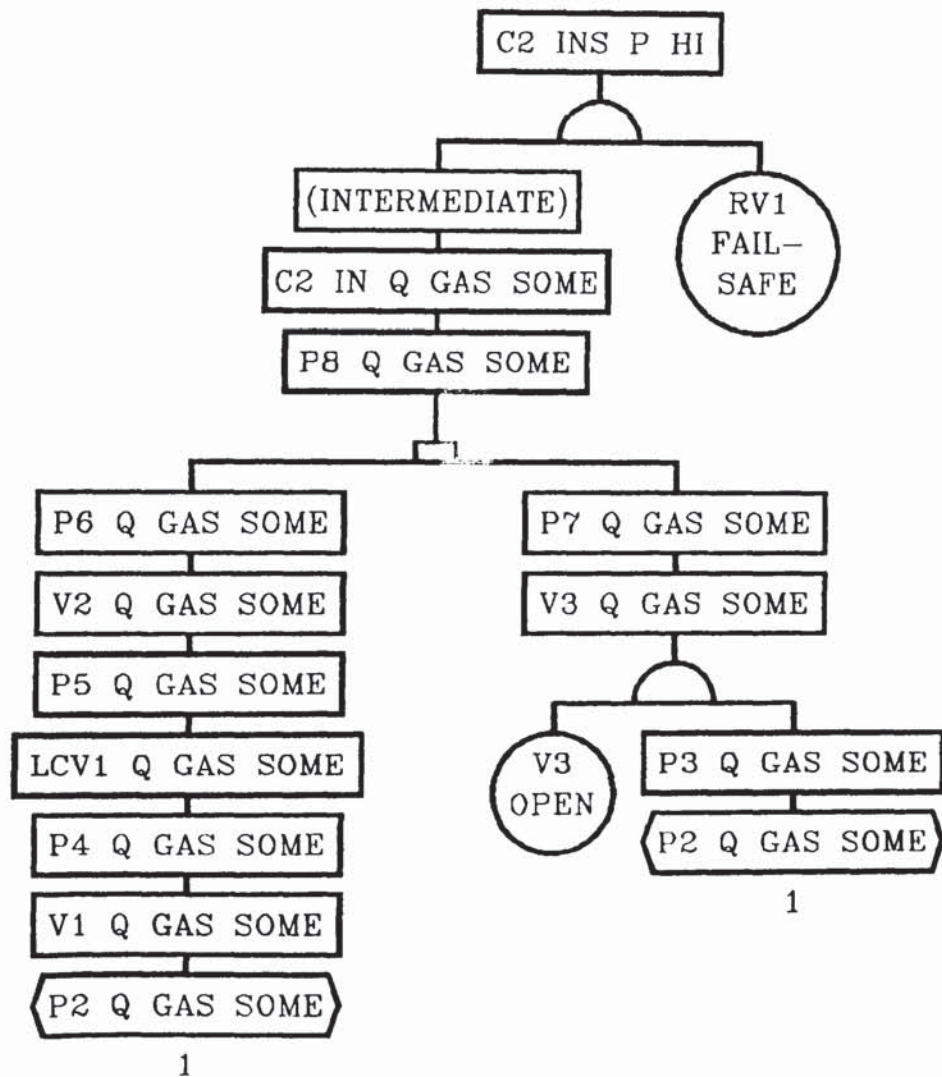 C2 INS P HI
(INTERMEDIATE)
RV1
FAIL-
SAFE
C2 IN Q GAS SOME
P8 Q GAS SOME
P6 Q GAS SOME
V2 Q GAS SOME
P5 Q GAS SOME
LCV1 Q GAS SOME
P4 Q GAS SOME
V1 Q GAS SOME
P2 Q GAS SOME
1
P7 Q GAS SOME
V3 Q GAS SOME
V3
OPEN
P3 Q GAS SOME
P2 Q GAS SOME
1